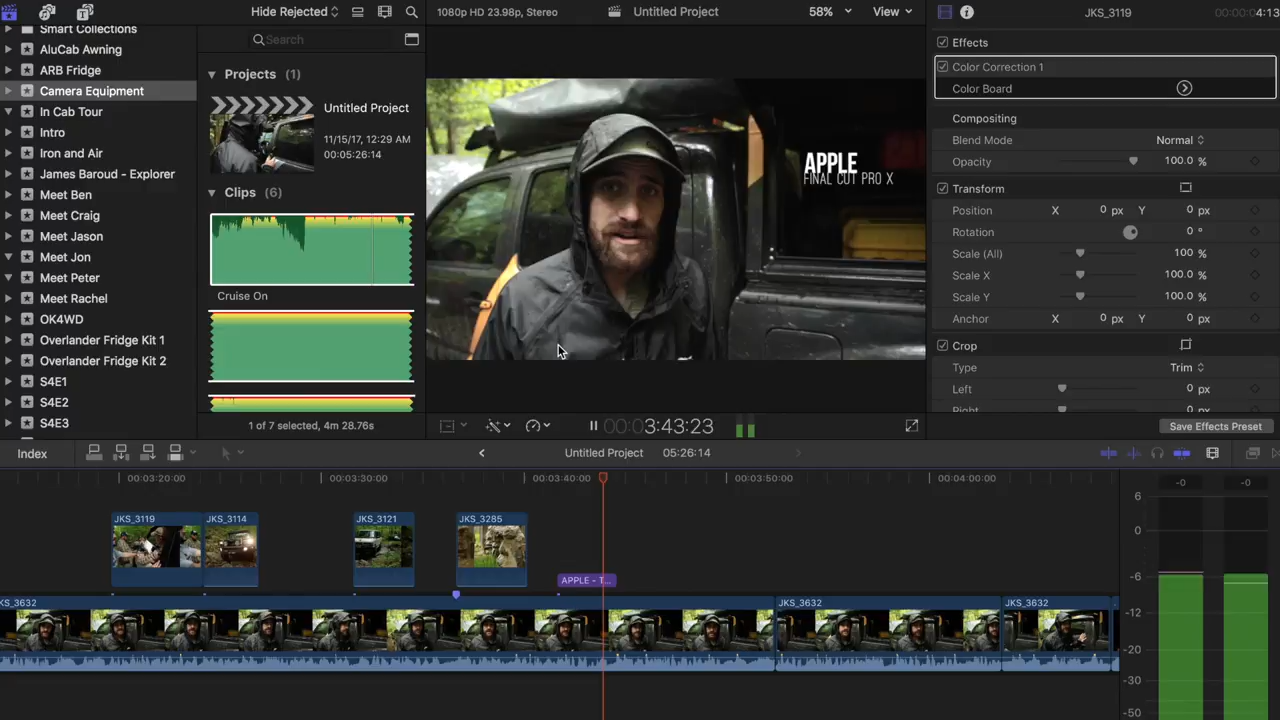 Hide Rejected
1080p HD 23.98p, Stereo
Untitled Project
58%
View
JKS_3119
00:00:04:13
Smart Collections
AluCab Awning
ARB Fridge
Camera Equipment
In Cab Tour
Intro
Iron and Air
James Baroud - Explorer
Meet Ben
Meet Craig
Meet Jason
Meet Jon
Meet Peter
Meet Rachel
OK4WD
Overlander Fridge Kit 1
Overlander Fridge Kit 2
S4E1
S4E2
S4E3
Search
Projects (1)
Untitled Project
11/15/17, 12:29 AM
00:05:26:14
Clips (6)
Cruise On
1 of 7 selected, 4m 28.76s
APPLE
FINAL CUT PRO X
00:03:43:23
Effects
Color Correction 1
Color Board
Compositing
Blend Mode Normal
Opacity 100.0 %
Transform
Position X 0 px Y 0 px
Rotation 0 °
Scale (All) 100 %
Scale X 100.0 %
Scale Y 100.0 %
Anchor X 0 px Y 0 px
Crop
Type Trim
Left 0 px
Right 0 px
Save Effects Preset
Index
Untitled Project 05:26:14
00:03:20:00
00:03:30:00
00:03:40:00
00:03:50:00
00:04:00:00
JKS_3119
JKS_3114
JKS_3121
JKS_3285
APPLE - T...
KS_3632
JKS_3632
JKS_3632
-0 -0
6
0
-6
-12
-20
-30
-50